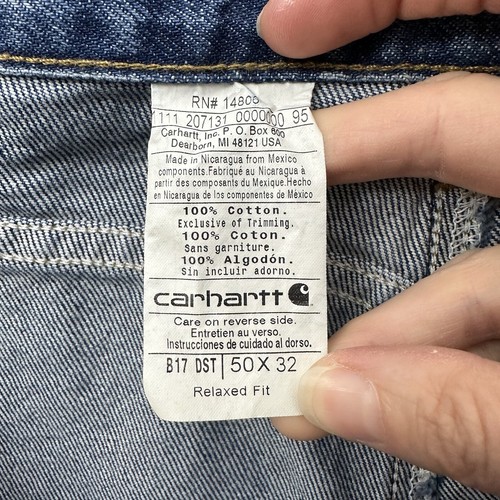 RN# 14806
1111 207131 0000000 95
Carhartt, Inc. P. O. Box 600
Dearborn, MI 48121 USA
Made in Nicaragua from Mexico
components.Fabriqué au Nicaragua à
partir des composants du Mexique.Hecho
en Nicaragua de los componentes de México
100% Cotton.
Exclusive of Trimming.
100% Coton.
Sans garniture.
100% Algodón.
Sin incluir adorno.
carhartt
Care on reverse side.
Entretien au verso.
Instrucciones de cuidado al dorso.
B17 DST 50 X 32
Relaxed Fit